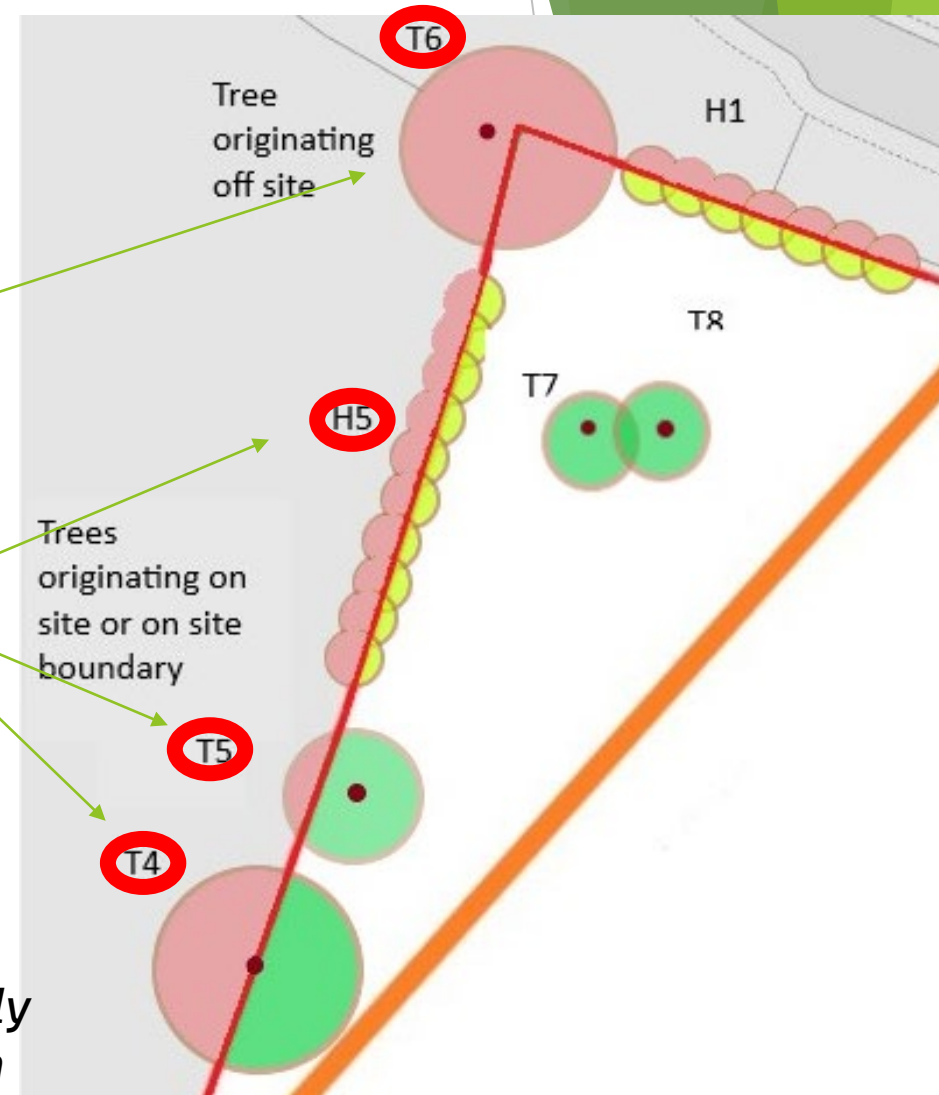 T6
Tree
originating
off site
H1
T8
T7
H5
Trees
originating on
site or on site
boundary
T5
T4